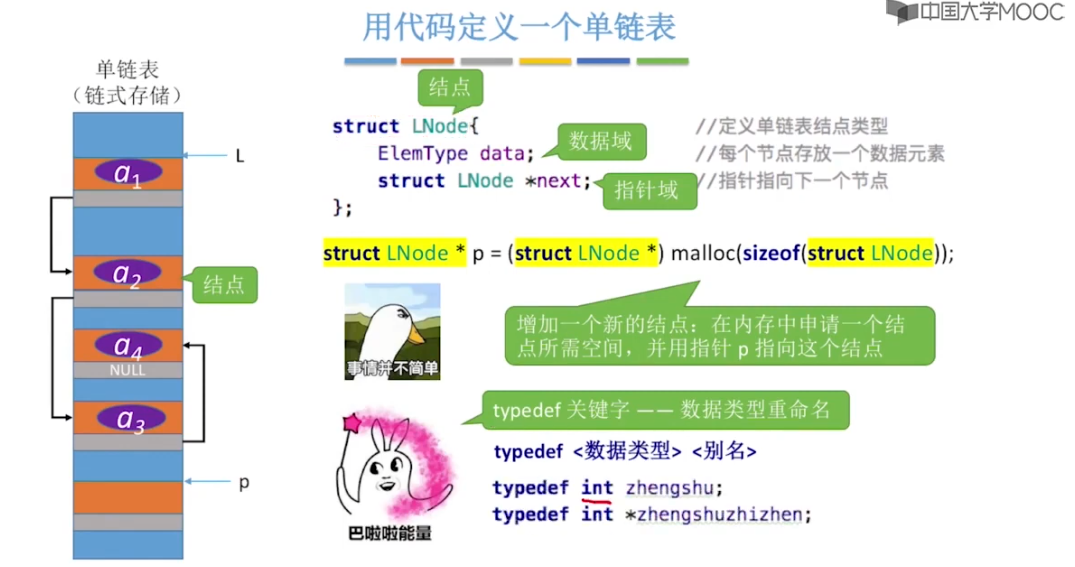 中国大学MOOC
用代码定义一个单链表
单链表
（链式存储）
L
a1
a2
结点
a4
NULL
a3
p
结点
struct LNode{ //定义单链表结点类型
ElemType data; 数据域 //每个节点存放一个数据元素
struct LNode *next; 指针域 //指针指向下一个节点
};
struct LNode * p = (struct LNode *) malloc(sizeof(struct LNode));
增加一个新的结点：在内存中申请一个结
点所需空间，并用指针 p 指向这个结点
事情并不简单
typedef 关键字 —— 数据类型重命名
typedef <数据类型> <别名>
typedef int zhengshu;
typedef int *zhengshuzhizhen;
巴啦啦能量